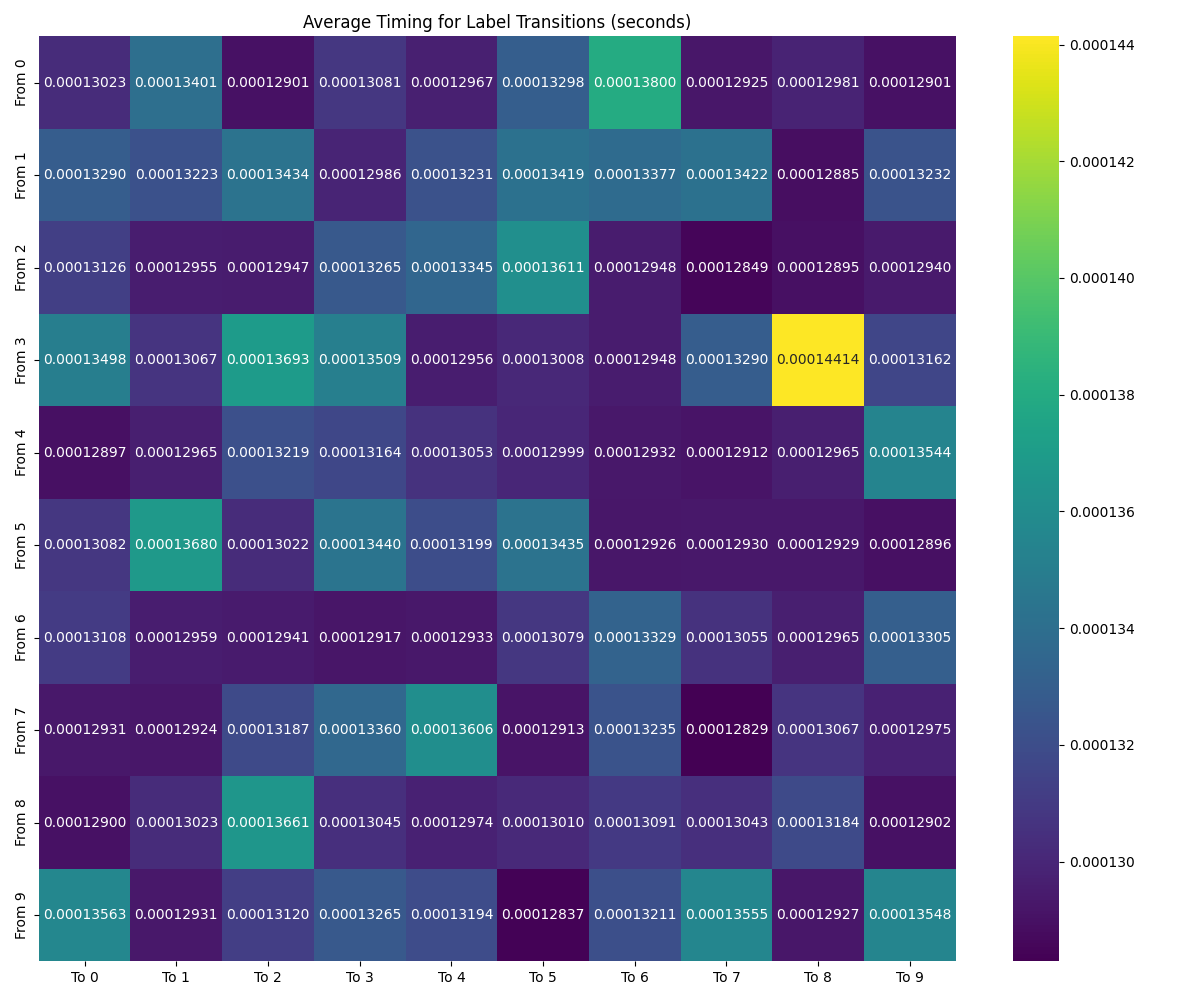 Average Timing for Label Transitions (seconds)
From 0 0.00013023 0.00013401 0.00012901 0.00013081 0.00012967 0.00013298 0.00013800 0.00012925 0.00012981 0.00012901
From 1 0.00013290 0.00013223 0.00013434 0.00012986 0.00013231 0.00013419 0.00013377 0.00013422 0.00012885 0.00013232
From 2 0.00013126 0.00012955 0.00012947 0.00013265 0.00013345 0.00013611 0.00012948 0.00012849 0.00012895 0.00012940
From 3 0.00013498 0.00013067 0.00013693 0.00013509 0.00012956 0.00013008 0.00012948 0.00013290 0.00014414 0.00013162
From 4 0.00012897 0.00012965 0.00013219 0.00013164 0.00013053 0.00012999 0.00012932 0.00012912 0.00012965 0.00013544
From 5 0.00013082 0.00013680 0.00013022 0.00013440 0.00013199 0.00013435 0.00012926 0.00012930 0.00012929 0.00012896
From 6 0.00013108 0.00012959 0.00012941 0.00012917 0.00012933 0.00013079 0.00013329 0.00013055 0.00012965 0.00013305
From 7 0.00012931 0.00012924 0.00013187 0.00013360 0.00013606 0.00012913 0.00013235 0.00012829 0.00013067 0.00012975
From 8 0.00012900 0.00013023 0.00013661 0.00013045 0.00012974 0.00013010 0.00013091 0.00013043 0.00013184 0.00012902
From 9 0.00013563 0.00012931 0.00013120 0.00013265 0.00013194 0.00012837 0.00013211 0.00013555 0.00012927 0.00013548
To 0 To 1 To 2 To 3 To 4 To 5 To 6 To 7 To 8 To 9
0.000144
0.000142
0.000140
0.000138
0.000136
0.000134
0.000132
0.000130